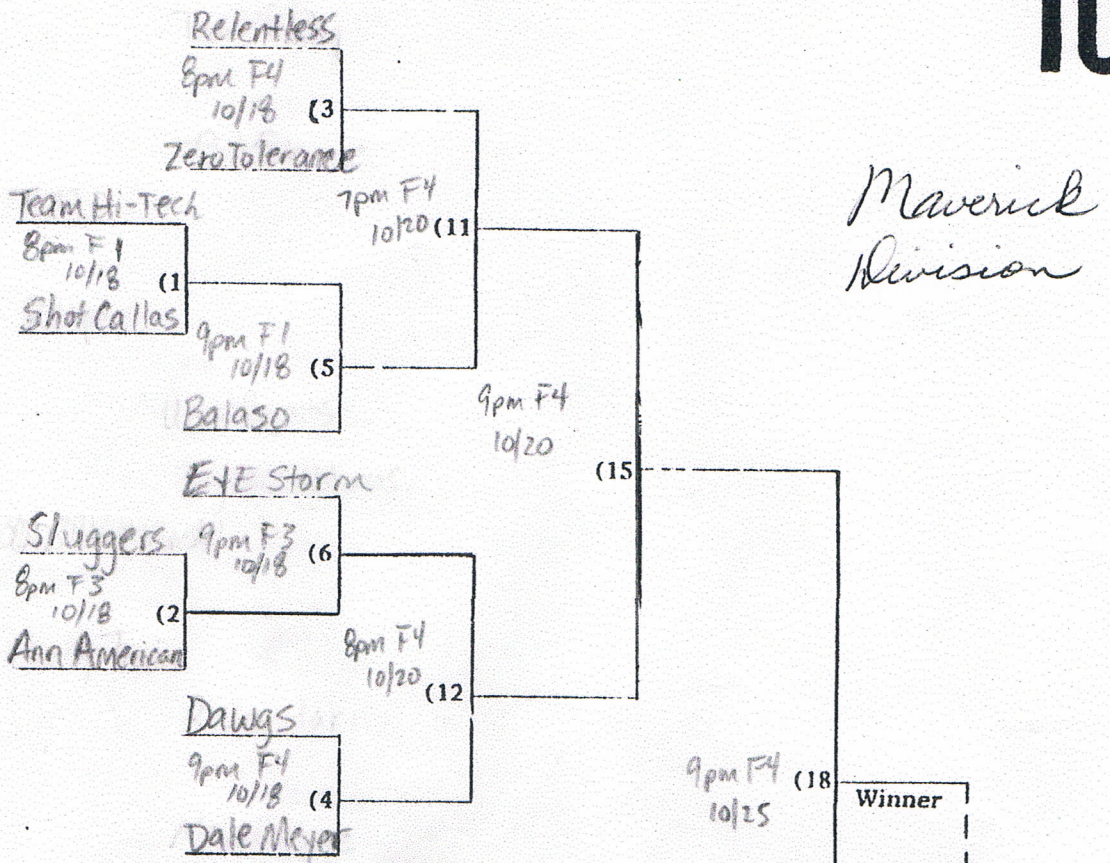 Relentless
8pm F4
10/18 (3
Zero Tolerance
7pm F4
10/20 (11
Maverick
Division
Team Hi-Tech
8pm F1
10/18 (1
Shot Callas
9pm F1
10/18 (5
Balaso
9pm F4
10/20
(15
EyE Storm
Sluggers
9pm F3
10/18 (6
8pm F3
10/18 (2
Ann American
8pm F4
10/20 (12
Dawgs
9pm F4
10/18 (4
Dale Meyer
9pm F4
10/25 (18
Winner